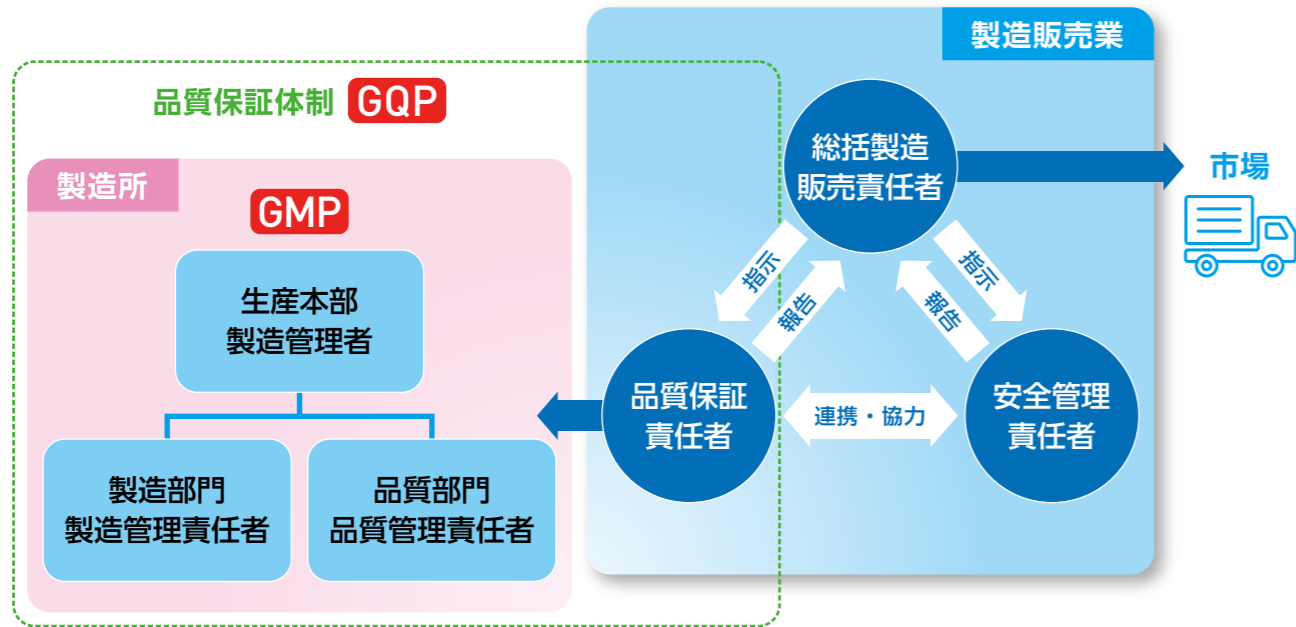 製造販売業
品質保証体制 GQP
製造所
GMP
生産本部
製造管理者
製造部門
製造管理責任者
品質部門
品質管理責任者
総括製造
販売責任者
市場
指示
報告
指示
報告
品質保証
責任者
連携・協力
安全管理
責任者